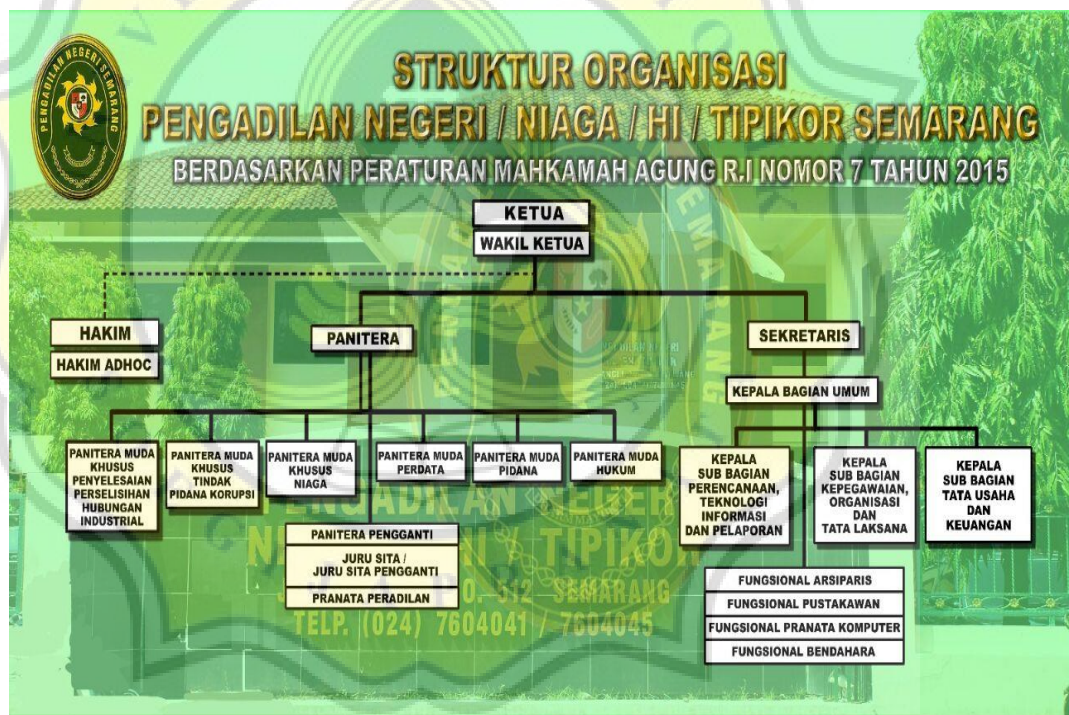 PENGADILAN NEGERI SEMARANG
STRUKTUR ORGANISASI
PENGADILAN NEGERI / NIAGA / HI / TIPIKOR SEMARANG
BERDASARKAN PERATURAN MAHKAMAH AGUNG R.I NOMOR 7 TAHUN 2015
KETUA
WAKIL KETUA
HAKIM
HAKIM ADHOC
PANITERA
SEKRETARIS
KEPALA BAGIAN UMUM
PANITERA MUDA
KHUSUS
PENYELESAIAN
PERSELISIHAN
HUBUNGAN
INDUSTRIAL
PANITERA MUDA
KHUSUS
TINDAK
PIDANA KORUPSI
PANITERA MUDA
KHUSUS
NIAGA
PANITERA MUDA
PERDATA
PANITERA MUDA
PIDANA
PANITERA MUDA
HUKUM
KEPALA
SUB BAGIAN
PERENCANAAN,
TEKNOLOGI
INFORMASI
DAN PELAPORAN
KEPALA
SUB BAGIAN
KEPEGAWAIAN,
ORGANISASI
DAN
TATA LAKSANA
KEPALA
SUB BAGIAN
TATA USAHA
DAN
KEUANGAN
PANITERA PENGGANTI
JURU SITA /
JURU SITA PENGGANTI
PRANATA PERADILAN
FUNGSIONAL ARSIPARIS
FUNGSIONAL PUSTAKAWAN
FUNGSIONAL PRANATA KOMPUTER
FUNGSIONAL BENDAHARA
PENGADILAN NEGER
TIPIKOR
512 SEMARANG
TELP. (024) 7604041 / 7604045